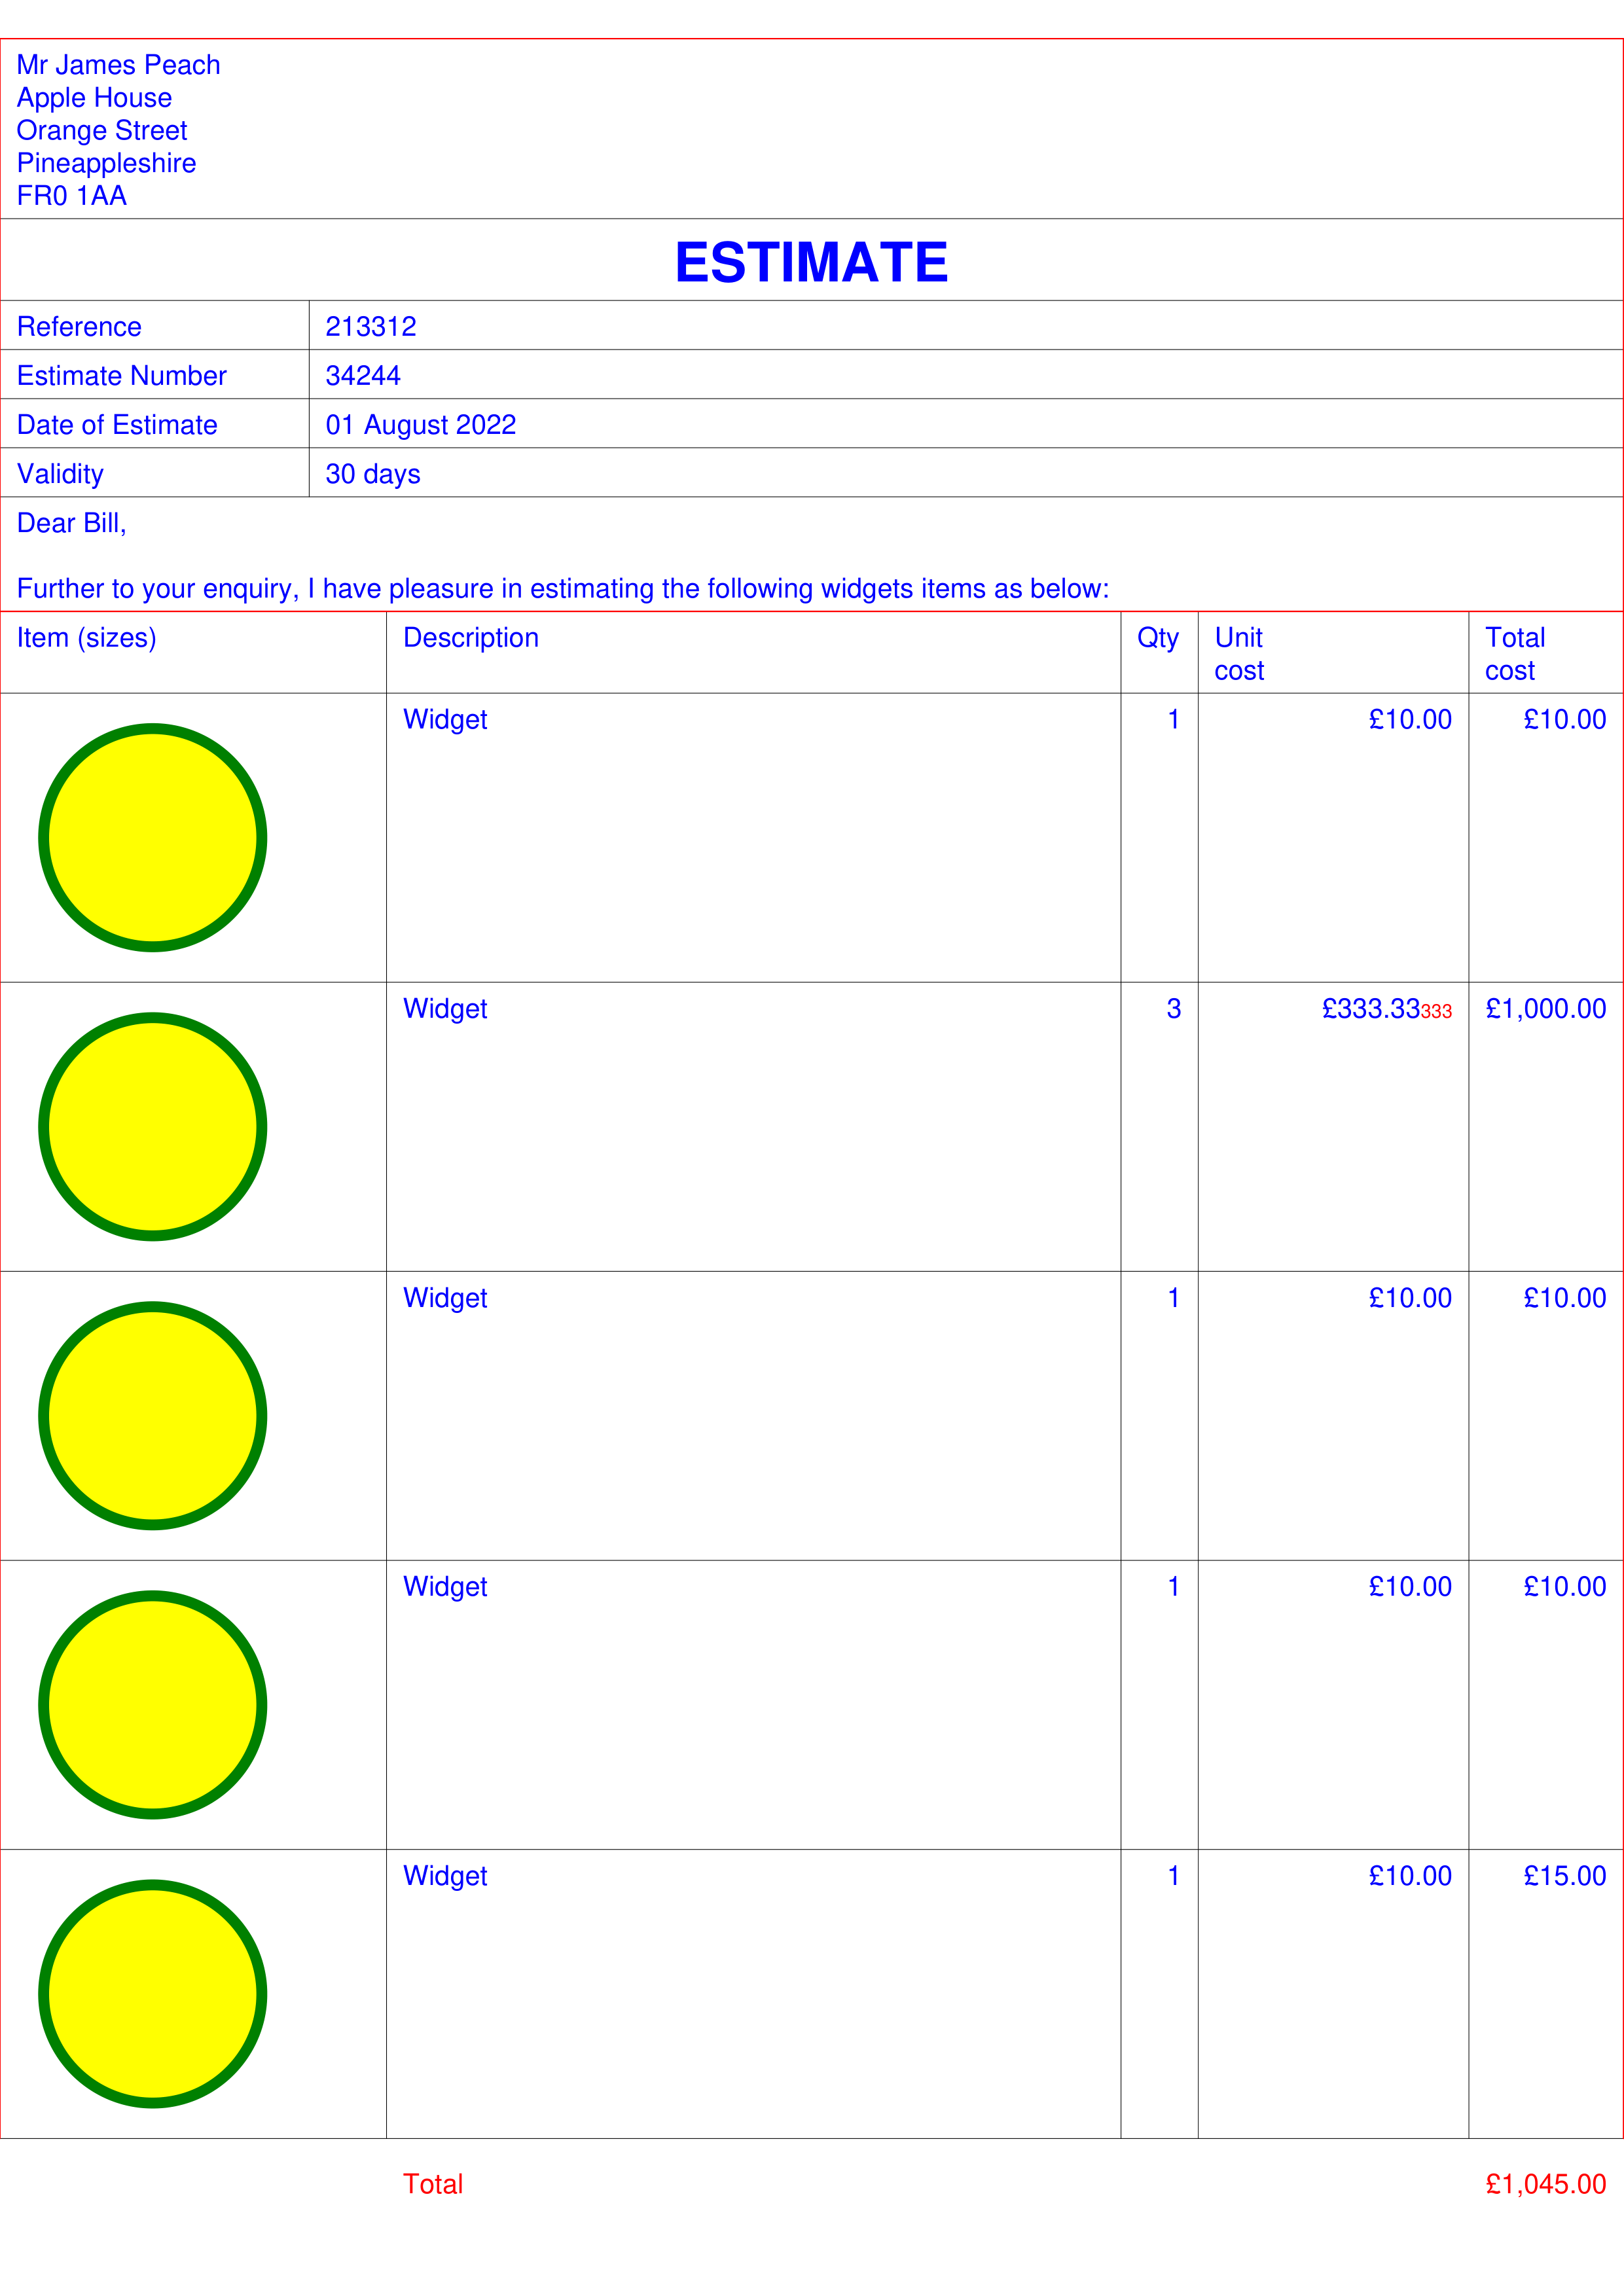 Mr James Peach
Apple House
Orange Street
Pineappleshire
FR0 1AA
ESTIMATE
Reference 213312
Estimate Number 34244
Date of Estimate 01 August 2022
Validity 30 days
Dear Bill,
Further to your enquiry, I have pleasure in estimating the following widgets items as below:
Item (sizes) Description Qty Unit cost Total cost
Widget 1 £10.00 £10.00
Widget 3 £333.33333 £1,000.00
Widget 1 £10.00 £10.00
Widget 1 £10.00 £10.00
Widget 1 £10.00 £15.00
Total £1,045.00